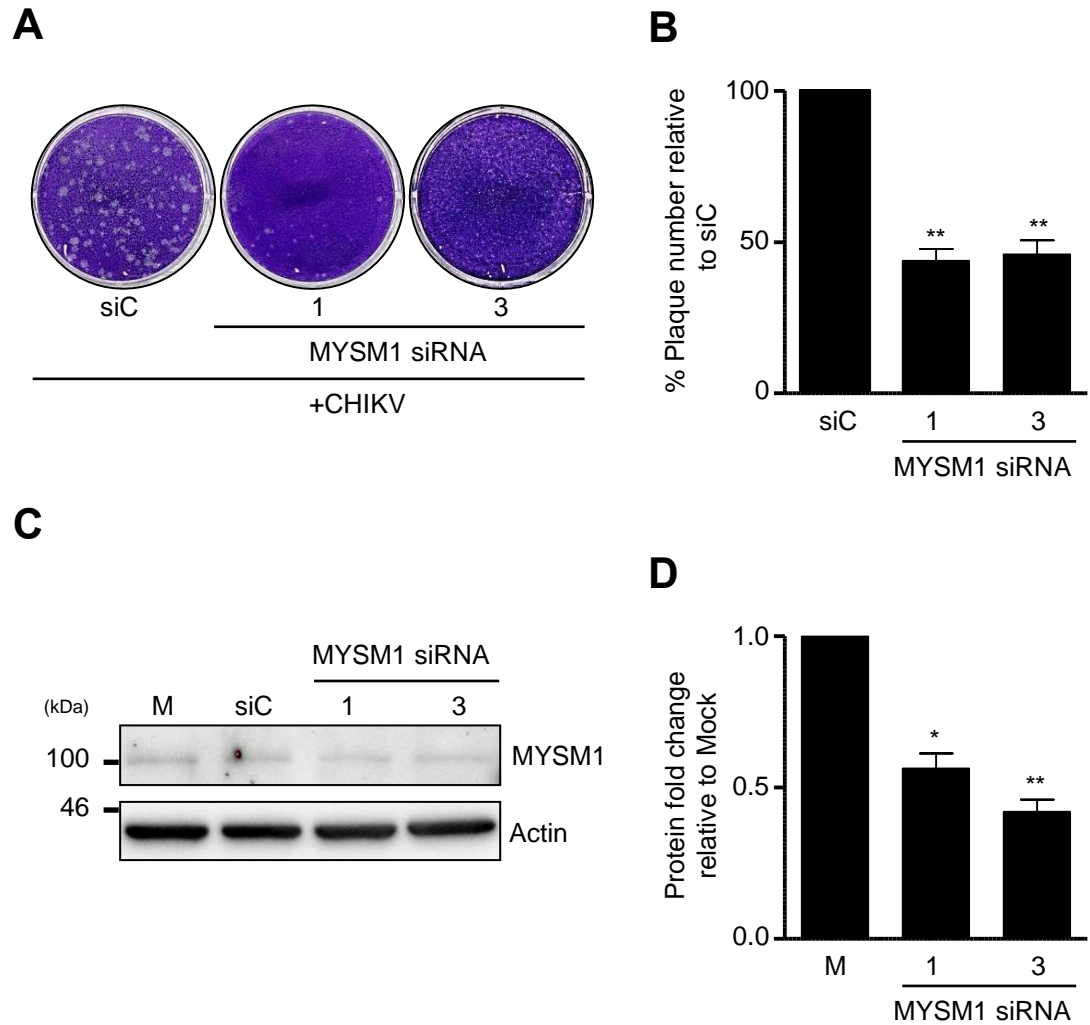 A
siC
1
3
MYSM1 siRNA
+CHIKV
B
% Plaque number relative
to siC
100
50
0
**
**
siC
1
3
MYSM1 siRNA
C
MYSM1 siRNA
(kDa)
M
siC
1
3
100
MYSM1
46
Actin
D
Protein fold change
relative to Mock
1.0
0.5
0.0
*
**
M
1
3
MYSM1 siRNA